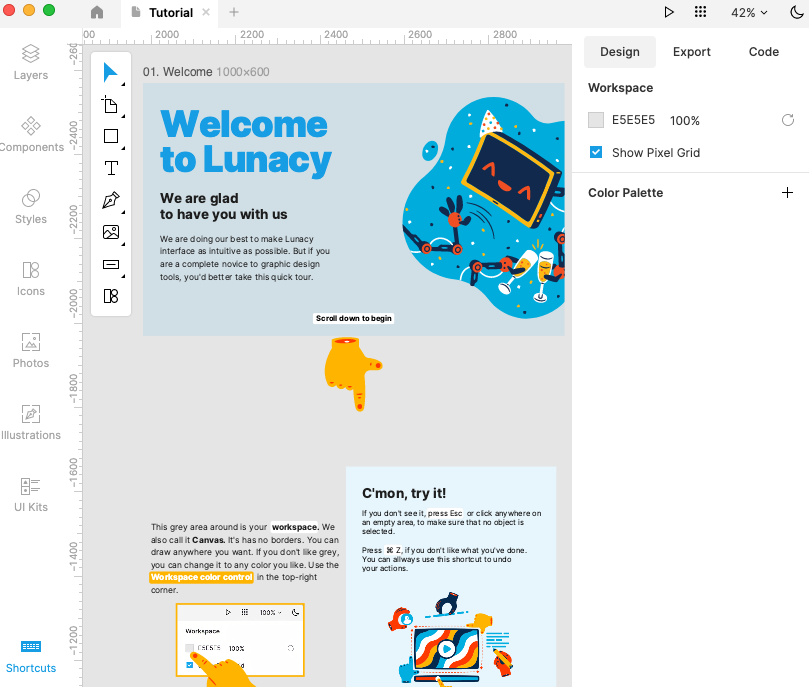 Tutorial
42%
00 2000 2200 2400 2600 2800
Design Export Code
Workspace
E5E5E5 100%
Show Pixel Grid
Color Palette
Layers
Components
Styles
Icons
Photos
Illustrations
UI Kits
Shortcuts
-260
-2400
-2200
-2000
-1800
-1600
-1400
-1200
T
01. Welcome 1000×600
Welcome
to Lunacy
We are glad
to have you with us
We are doing our best to make Lunacy
interface as intuitive as possible. But if you
are a complete novice to graphic design
tools, you'd better take this quick tour.
Scroll down to begin
This grey area around is your workspace. We
also call it Canvas. It's has no borders. You can
draw anywhere you want. If you don't like grey,
you can change it to any color you like. Use the
Workspace color control in the top-right
corner.
100%
Workspace
E5E5E5 100%
C'mon, try it!
If you don't see it, press Esc or click anywhere on
an empty area, to make sure that no object is
selected.
Press ⌘ Z, if you don't like what you've done.
You can allways use this shortcut to undo
your actions.